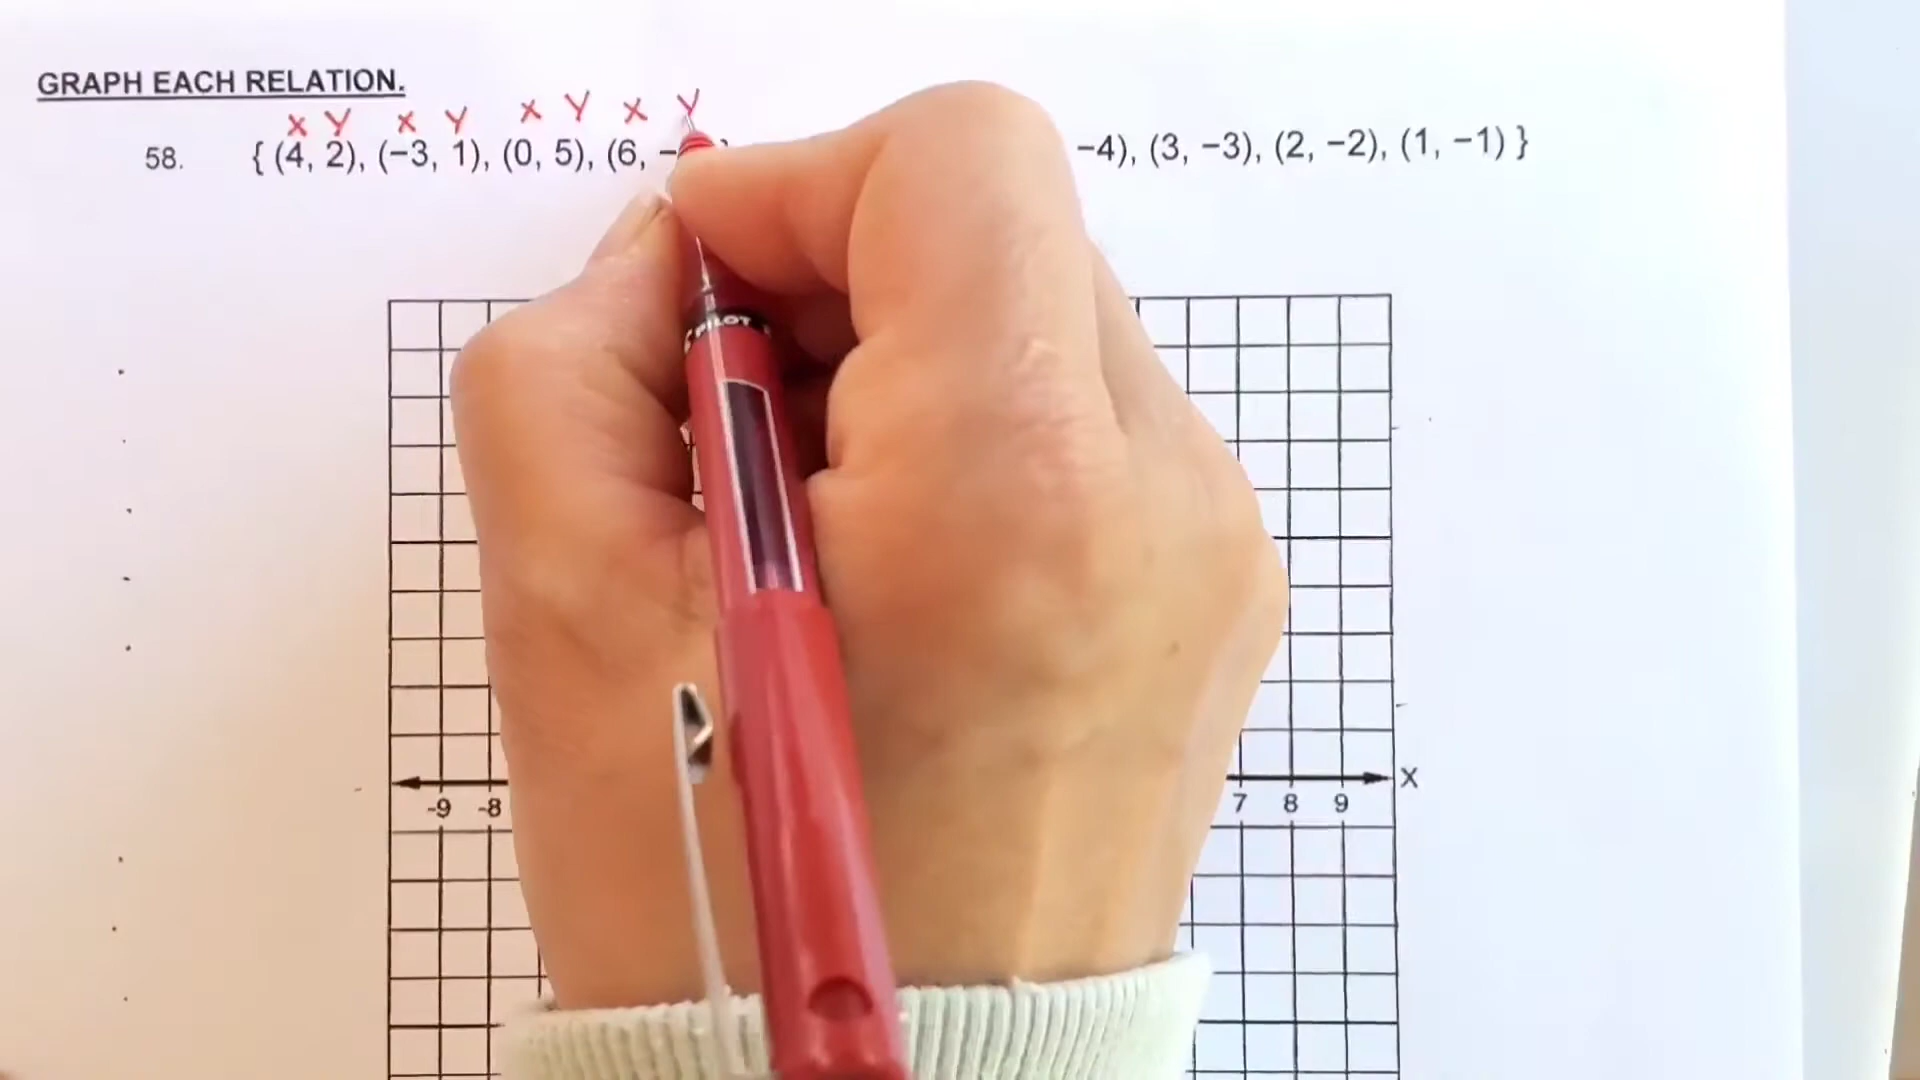 GRAPH EACH RELATION.
X Y X Y X Y X Y
58. { (4, 2), (−3, 1), (0, 5), (6, − } −4), (3, −3), (2, −2), (1, −1) }
PILOT
X
-9 -8 7 8 9